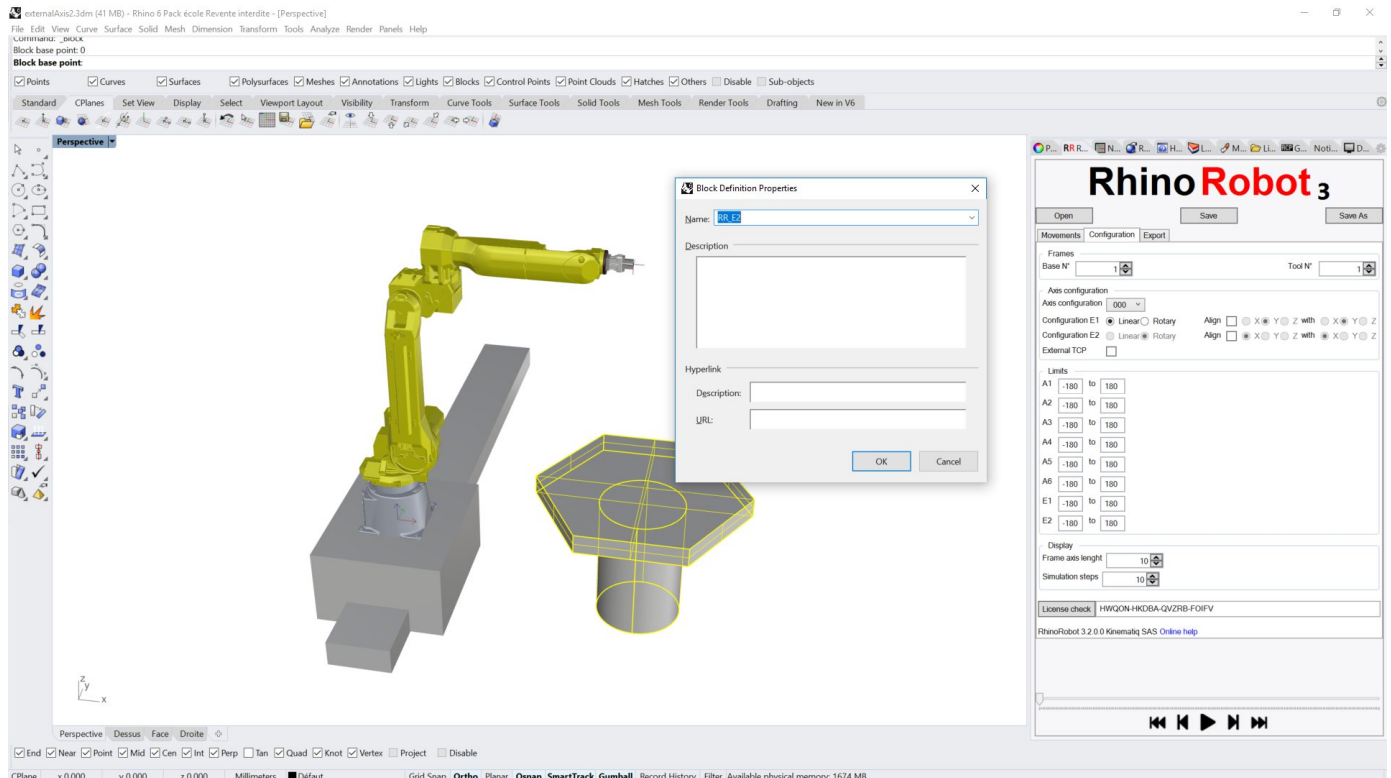 externalAxis2.3dm (41 MB) - Rhino 6 Pack école Revente interdite - [Perspective]
File Edit View Curve Surface Solid Mesh Dimension Transform Tools Analyze Render Panels Help
Command: _Block
Block base point: 0
Block base point:
Points Curves Surfaces Polysurfaces Meshes Annotations Lights Blocks Control Points Point Clouds Hatches Others Disable Sub-objects
Standard CPlanes Set View Display Select Viewport Layout Visibility Transform Curve Tools Surface Tools Solid Tools Mesh Tools Render Tools Drafting New in V6
Perspective
P... RR R... N... R... H... L... M... Li... G... Noti... D...
Block Definition Properties
Name: RR_E2
Description
Hyperlink
Description:
URL:
OK Cancel
Rhino Robot 3
Open Save Save As
Movements Configuration Export
Frames
Base N° 1 Tool N° 1
Axis configuration
Axis configuration 000
Configuration E1 Linear Rotary Align X Y Z with X Y Z
Configuration E2 Linear Rotary Align X Y Z with X Y Z
External TCP
Limits
A1 -180 to 180
A2 -180 to 180
A3 -180 to 180
A4 -180 to 180
A5 -180 to 180
A6 -180 to 180
E1 -180 to 180
E2 -180 to 180
Display
Frame axis lenght 10
Simulation steps 10
License check HWQON-HKDBA-QVZRB-FOIFV
RhinoRobot 3.2.0.0 Kinematiq SAS Online help
z
y
x
Perspective Dessus Face Droite
End Near Point Mid Cen Int Perp Tan Quad Knot Vertex Project Disable
CPlane x 0.000 y 0.000 z 0.000 Millimeters Défaut Grid Snap Ortho Planar Osnap SmartTrack Gumball Record History Filter Available physical memory: 1674 MB